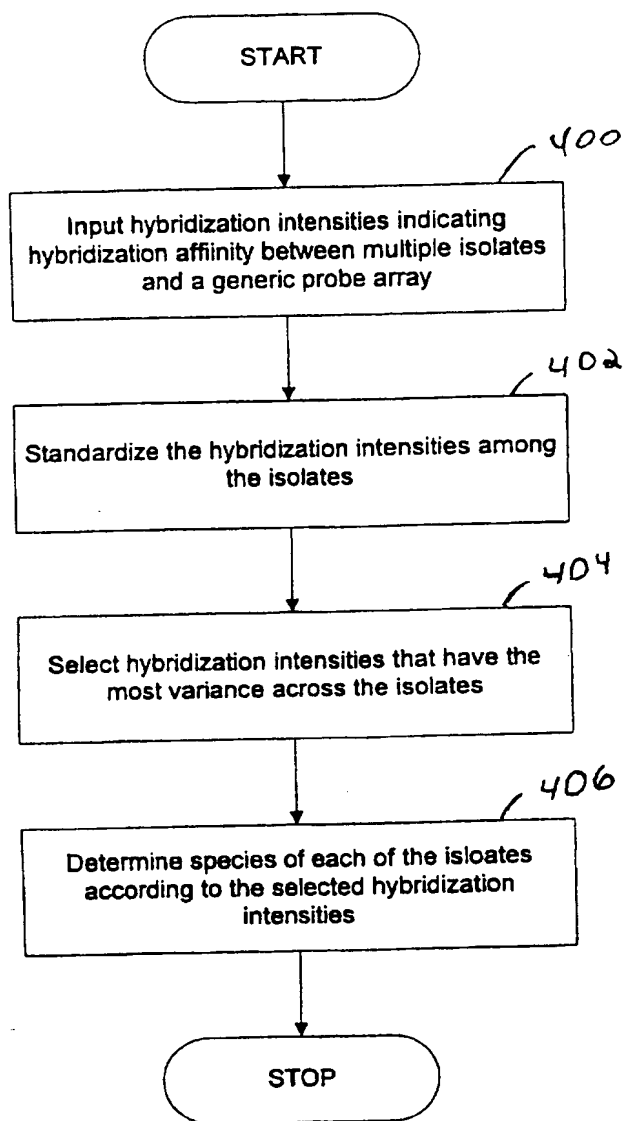 START
400
Input hybridization intensities indicating
hybridization affiinity between multiple isolates
and a generic probe array
402
Standardize the hybridization intensities among
the isolates
404
Select hybridization intensities that have the
most variance across the isolates
406
Determine species of each of the isloates
according to the selected hybridization
intensities
STOP